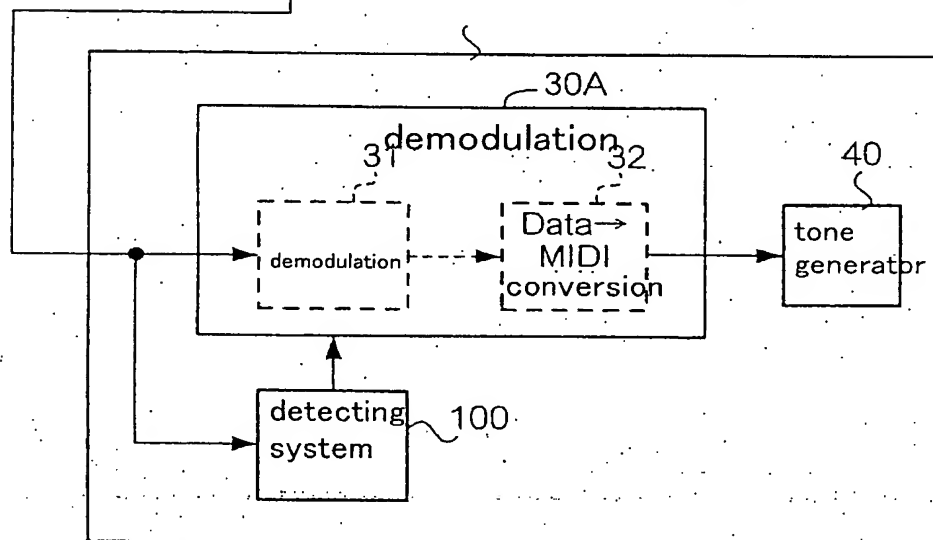 30A
demodulation
31
32
40
demodulation
Data→
MIDI
conversion
tone
generator
detecting
system
100